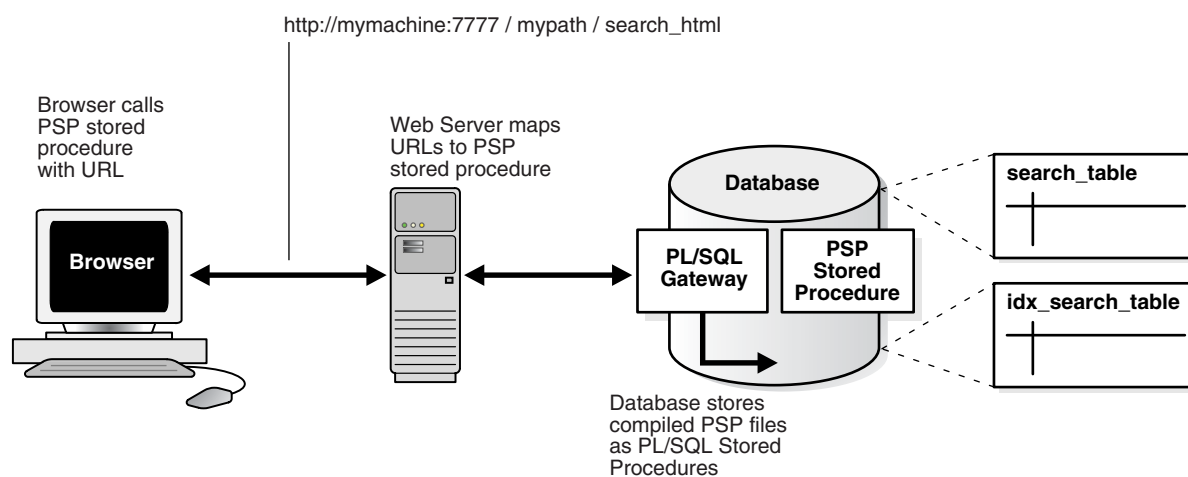 http://mymachine:7777 / mypath / search_html
Browser calls
PSP stored
procedure
with URL
Web Server maps
URLs to PSP
stored procedure
Browser
Database
PL/SQL
Gateway
PSP
Stored
Procedure
search_table
idx_search_table
Database stores
compiled PSP files
as PL/SQL Stored
Procedures